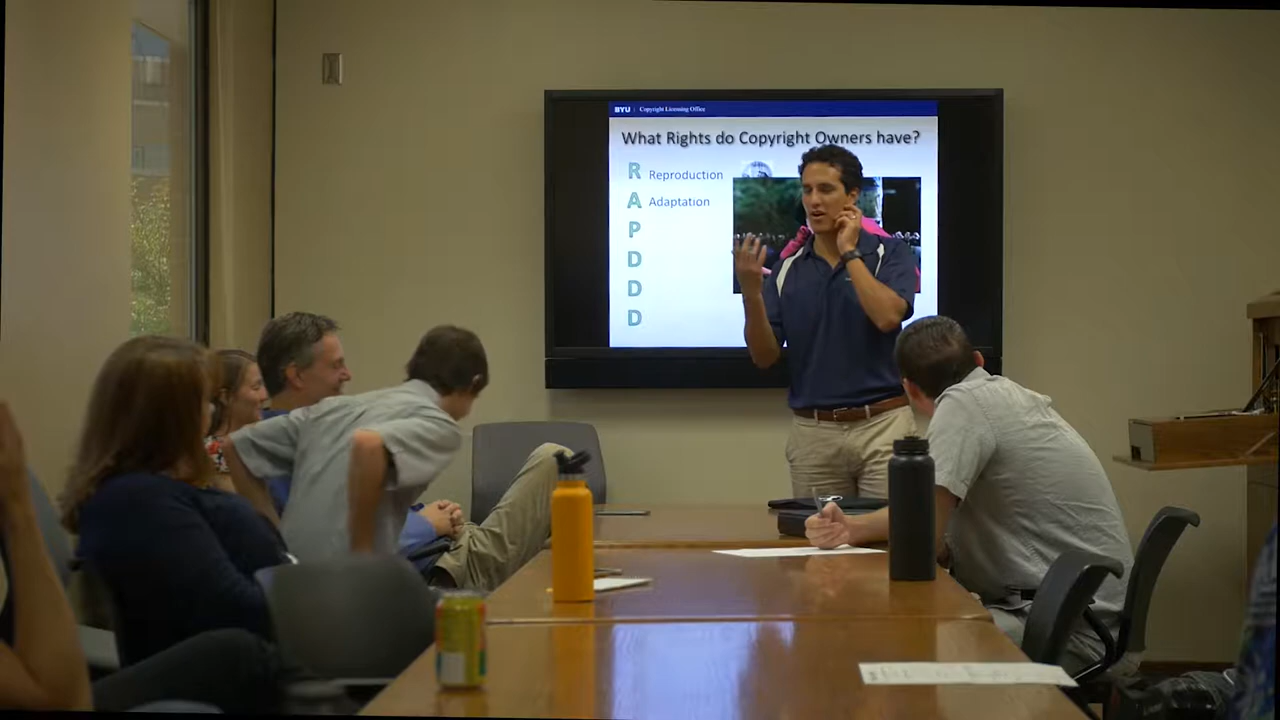 BYU | Copyright Licensing Office
What Rights do Copyright Owners have?
R Reproduction
A Adaptation
P
D
D
D